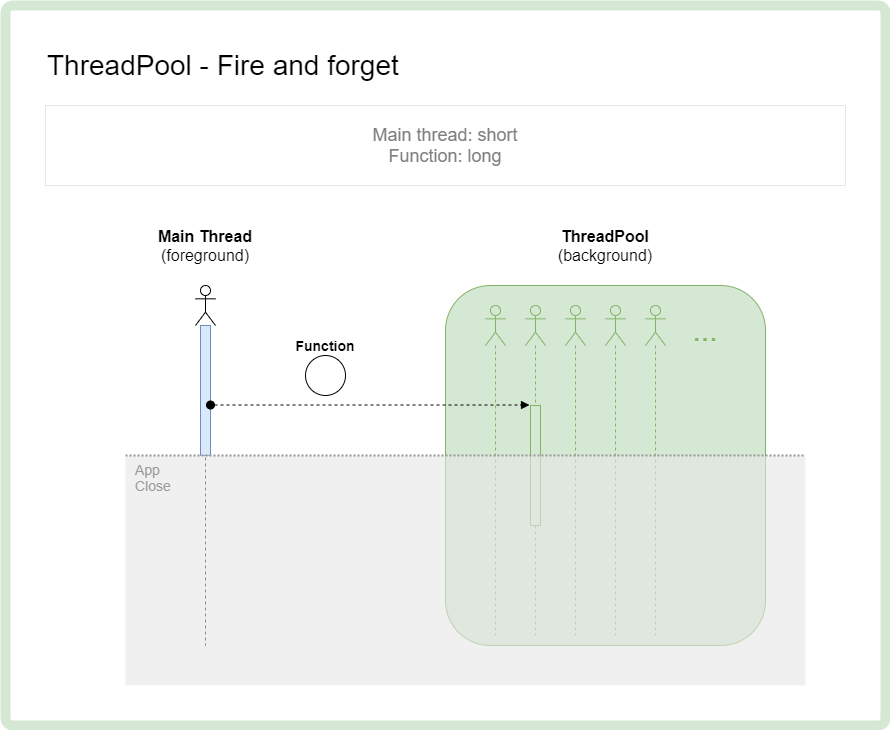 ThreadPool - Fire and forget
Main thread: short
Function: long
Main Thread
(foreground)
ThreadPool
(background)
Function
...
App
Close